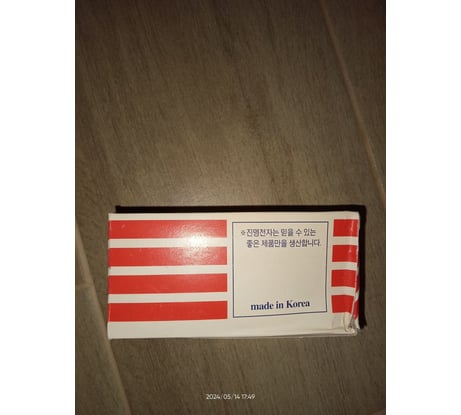 ※진명전자는 믿을 수 있는
좋은 제품만을 생산합니다.
made in Korea
2024/05/14 17:49